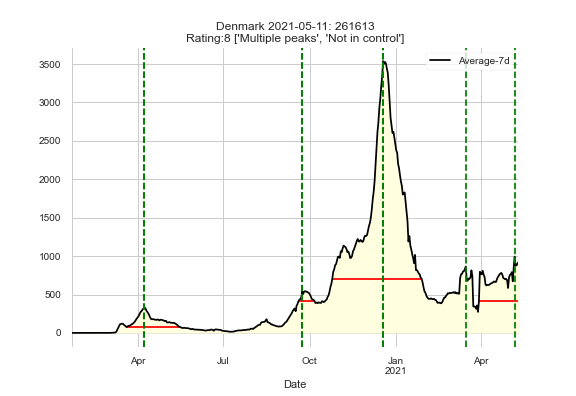 Denmark 2021-05-11: 261613
Rating:8 ['Multiple peaks', 'Not in control']
Average-7d
3500
3000
2500
2000
1500
1000
500
0
Apr
Jul
Oct
Jan
2021
Apr
Date